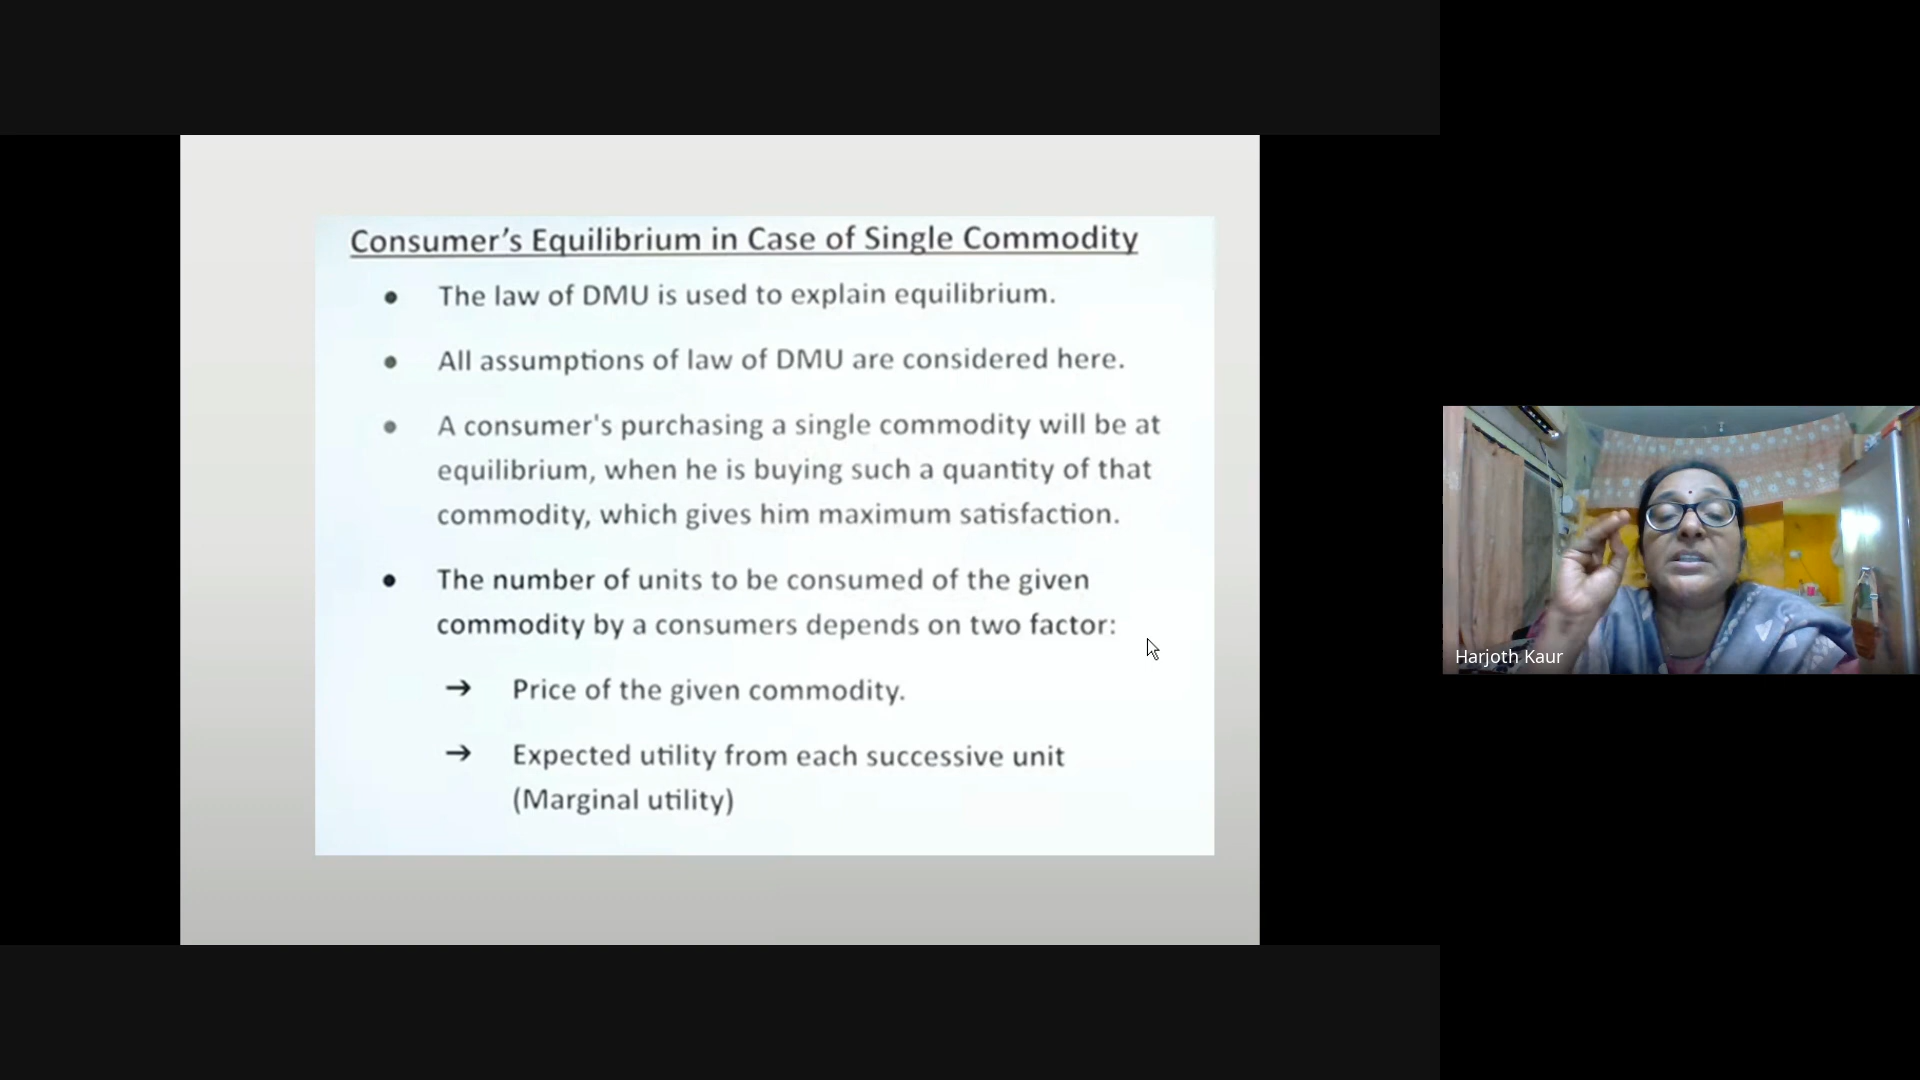 Consumer's Equilibrium in Case of Single Commodity
● The law of DMU is used to explain equilibrium.
● All assumptions of law of DMU are considered here.
● A consumer's purchasing a single commodity will be at
equilibrium, when he is buying such a quantity of that
commodity, which gives him maximum satisfaction.
● The number of units to be consumed of the given
commodity by a consumers depends on two factor:
→ Price of the given commodity.
→ Expected utility from each successive unit
(Marginal utility)
Harjoth Kaur